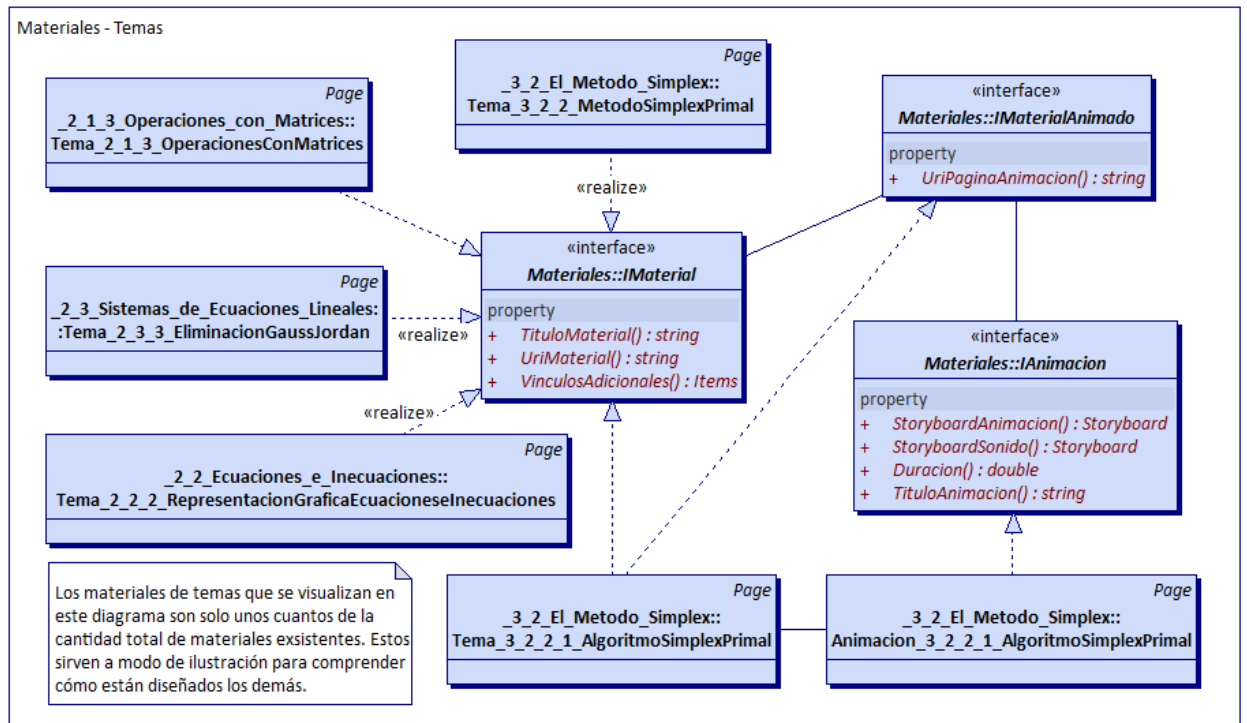 Materiales - Temas
Page
_2_1_3_Operaciones_con_Matrices::
Tema_2_1_3_OperacionesConMatrices
Page
_3_2_El_Metodo_Simplex::
Tema_3_2_2_MetodoSimplexPrimal
«interface»
Materiales::IMaterialAnimado
property
+ UriPaginaAnimacion() : string
«realize»
«interface»
Materiales::IMaterial
property
+ TituloMaterial() : string
+ UriMaterial() : string
+ VinculosAdicionales() : Items
Page
_2_3_Sistemas_de_Ecuaciones_Lineales:
:Tema_2_3_3_EliminacionGaussJordan
«realize»
«interface»
Materiales::IAnimacion
property
+ StoryboardAnimacion() : Storyboard
+ StoryboardSonido() : Storyboard
+ Duracion() : double
+ TituloAnimacion() : string
«realize»
Page
_2_2_Ecuaciones_e_Inecuaciones::
Tema_2_2_2_RepresentacionGraficaEcuacioneseInecuaciones
Los materiales de temas que se visualizan en
este diagrama son solo unos cuantos de la
cantidad total de materiales exsistentes. Estos
sirven a modo de ilustración para comprender
cómo están diseñados los demás.
Page
_3_2_El_Metodo_Simplex::
Tema_3_2_2_1_AlgoritmoSimplexPrimal
Page
_3_2_El_Metodo_Simplex::
Animacion_3_2_2_1_AlgoritmoSimplexPrimal